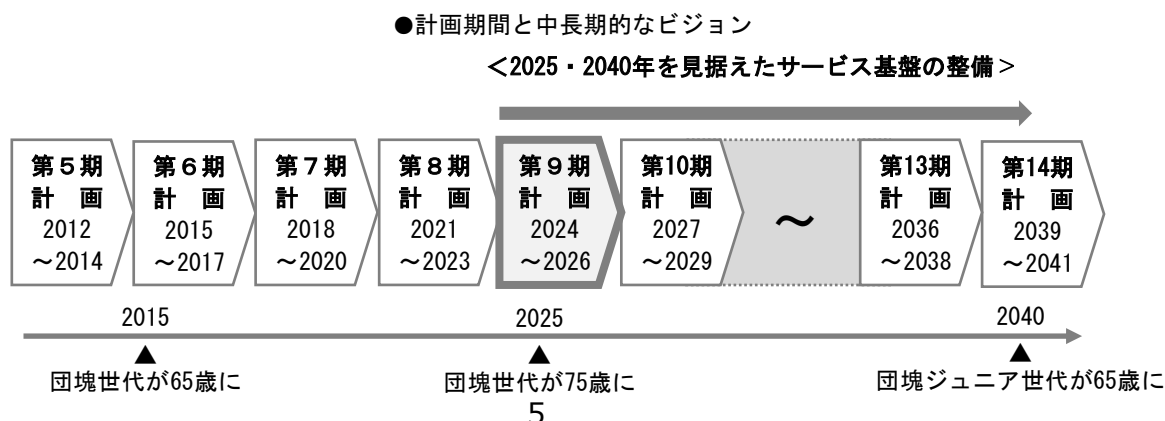 ●計画期間と中長期的なビジョン
＜2025・2040年を見据えたサービス基盤の整備＞
第５期
計　画
2012
～2014
第６期
計　画
2015
～2017
第７期
計　画
2018
～2020
第８期
計　画
2021
～2023
第９期
計　画
2024
～2026
第10期
計　画
2027
～2029
～
第13期
計　画
2036
～2038
第14期
計　画
2039
～2041
2015
2025
2040
▲
▲
▲
団塊世代が65歳に
団塊世代が75歳に
団塊ジュニア世代が65歳に
5